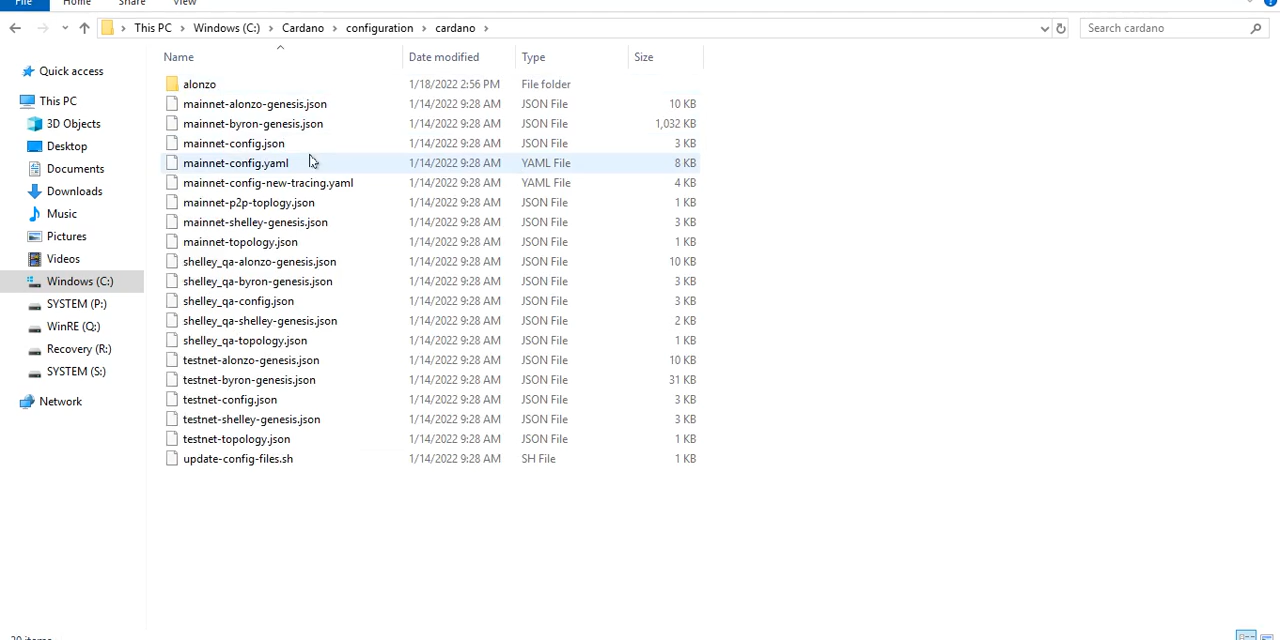 File Home Share View
This PC > Windows (C:) > Cardano > configuration > cardano >
Search cardano
Name Date modified Type Size
Quick access
This PC
3D Objects
Desktop
Documents
Downloads
Music
Pictures
Videos
Windows (C:)
SYSTEM (P:)
WinRE (Q:)
Recovery (R:)
SYSTEM (S:)
Network
alonzo 1/18/2022 2:56 PM File folder
mainnet-alonzo-genesis.json 1/14/2022 9:28 AM JSON File 10 KB
mainnet-byron-genesis.json 1/14/2022 9:28 AM JSON File 1,032 KB
mainnet-config.json 1/14/2022 9:28 AM JSON File 3 KB
mainnet-config.yaml 1/14/2022 9:28 AM YAML File 8 KB
mainnet-config-new-tracing.yaml 1/14/2022 9:28 AM YAML File 4 KB
mainnet-p2p-toplogy.json 1/14/2022 9:28 AM JSON File 1 KB
mainnet-shelley-genesis.json 1/14/2022 9:28 AM JSON File 3 KB
mainnet-topology.json 1/14/2022 9:28 AM JSON File 1 KB
shelley_qa-alonzo-genesis.json 1/14/2022 9:28 AM JSON File 10 KB
shelley_qa-byron-genesis.json 1/14/2022 9:28 AM JSON File 3 KB
shelley_qa-config.json 1/14/2022 9:28 AM JSON File 3 KB
shelley_qa-shelley-genesis.json 1/14/2022 9:28 AM JSON File 2 KB
shelley_qa-topology.json 1/14/2022 9:28 AM JSON File 1 KB
testnet-alonzo-genesis.json 1/14/2022 9:28 AM JSON File 10 KB
testnet-byron-genesis.json 1/14/2022 9:28 AM JSON File 31 KB
testnet-config.json 1/14/2022 9:28 AM JSON File 3 KB
testnet-shelley-genesis.json 1/14/2022 9:28 AM JSON File 3 KB
testnet-topology.json 1/14/2022 9:28 AM JSON File 1 KB
update-config-files.sh 1/14/2022 9:28 AM SH File 1 KB
20 items